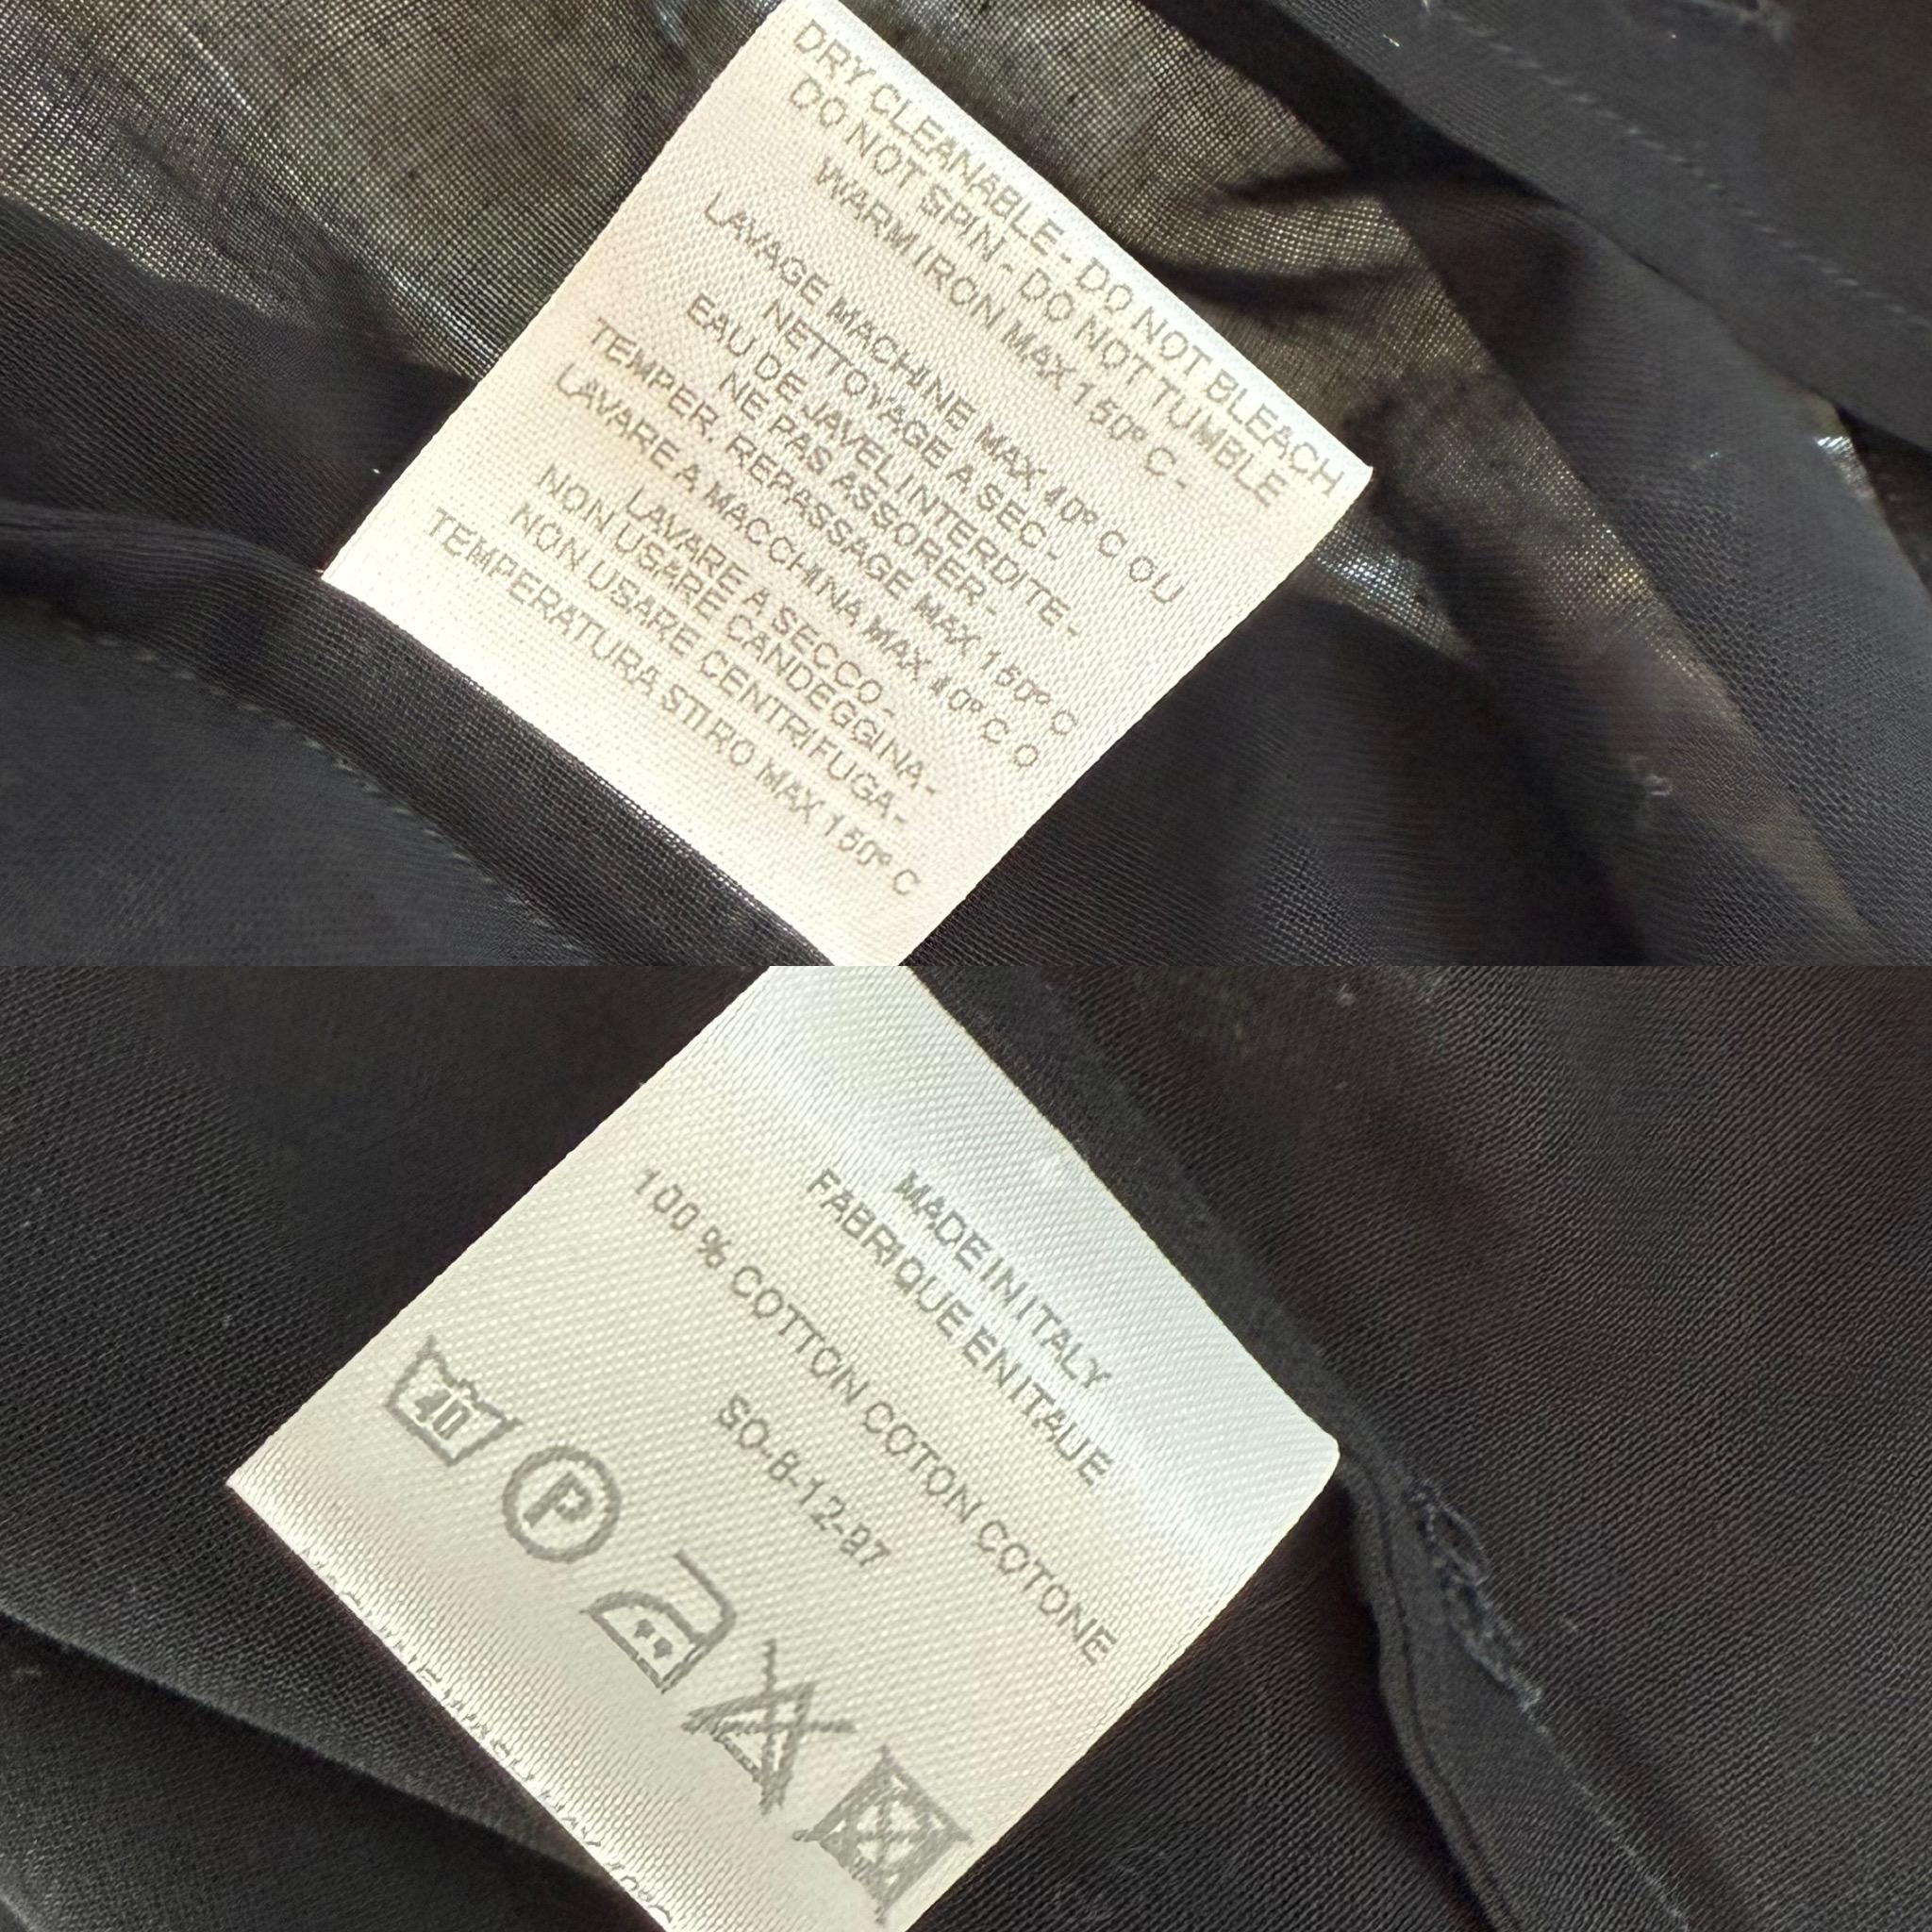 DRY CLEANABLE - DO NOT BLEACH
DO NOT SPIN - DO NOT TUMBLE
WARM IRON MAX 150° C -
LAVAGE MACHINE MAX 40° C OU
NETTOYAGE A SEC -
EAU DE JAVEL INTERDITE -
NE PAS ASSORER -
TEMPER. REPASSAGE MAX 150° C
LAVARE A MACCHINA MAX 40° C O
LAVARE A SECCO -
NON USARE CANDEGGINA -
NON USARE CENTRIFUGA -
TEMPERATURA STIRO MAX 150° C
MADE IN ITALY
FABRIQUE EN ITALIE
100 % COTTON COTON COTONE
SO-6-12-97
40 P